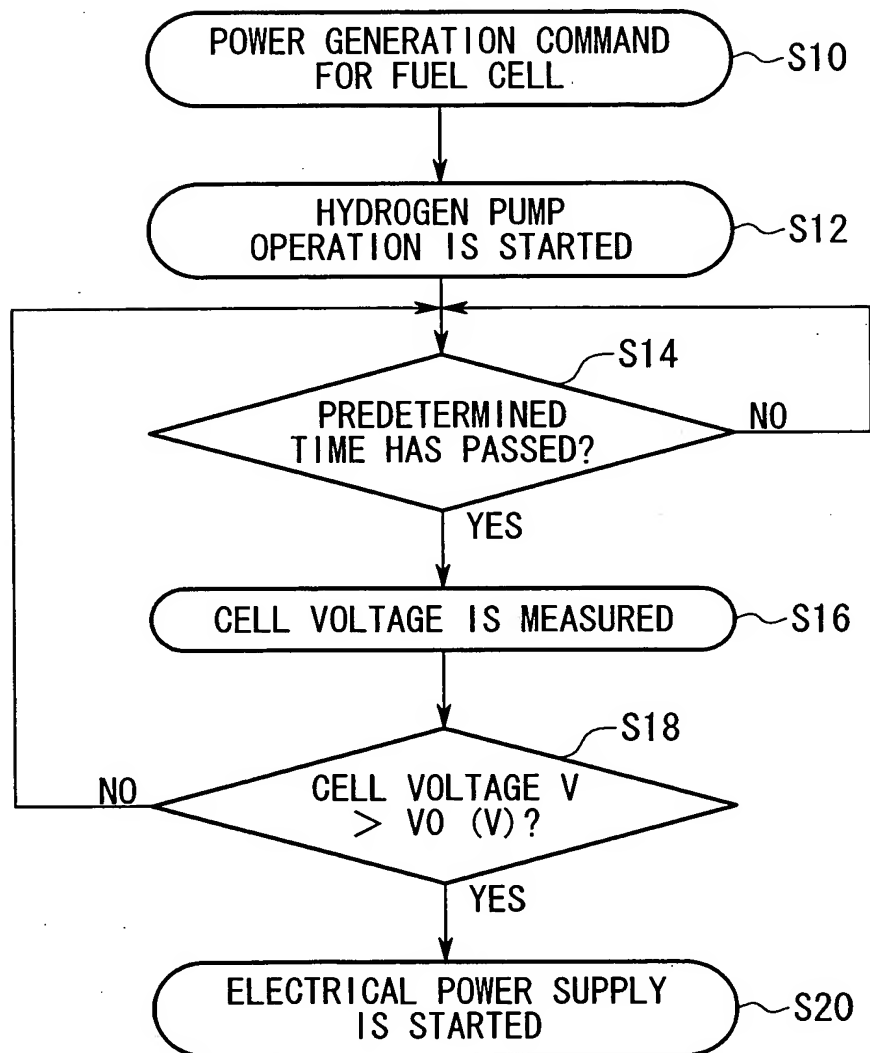 POWER GENERATION COMMAND
FOR FUEL CELL
S10
HYDROGEN PUMP
OPERATION IS STARTED
S12
S14
PREDETERMINED
TIME HAS PASSED?
NO
YES
CELL VOLTAGE IS MEASURED
S16
S18
NO
CELL VOLTAGE V
> V0 (V)?
YES
ELECTRICAL POWER SUPPLY
IS STARTED
S20